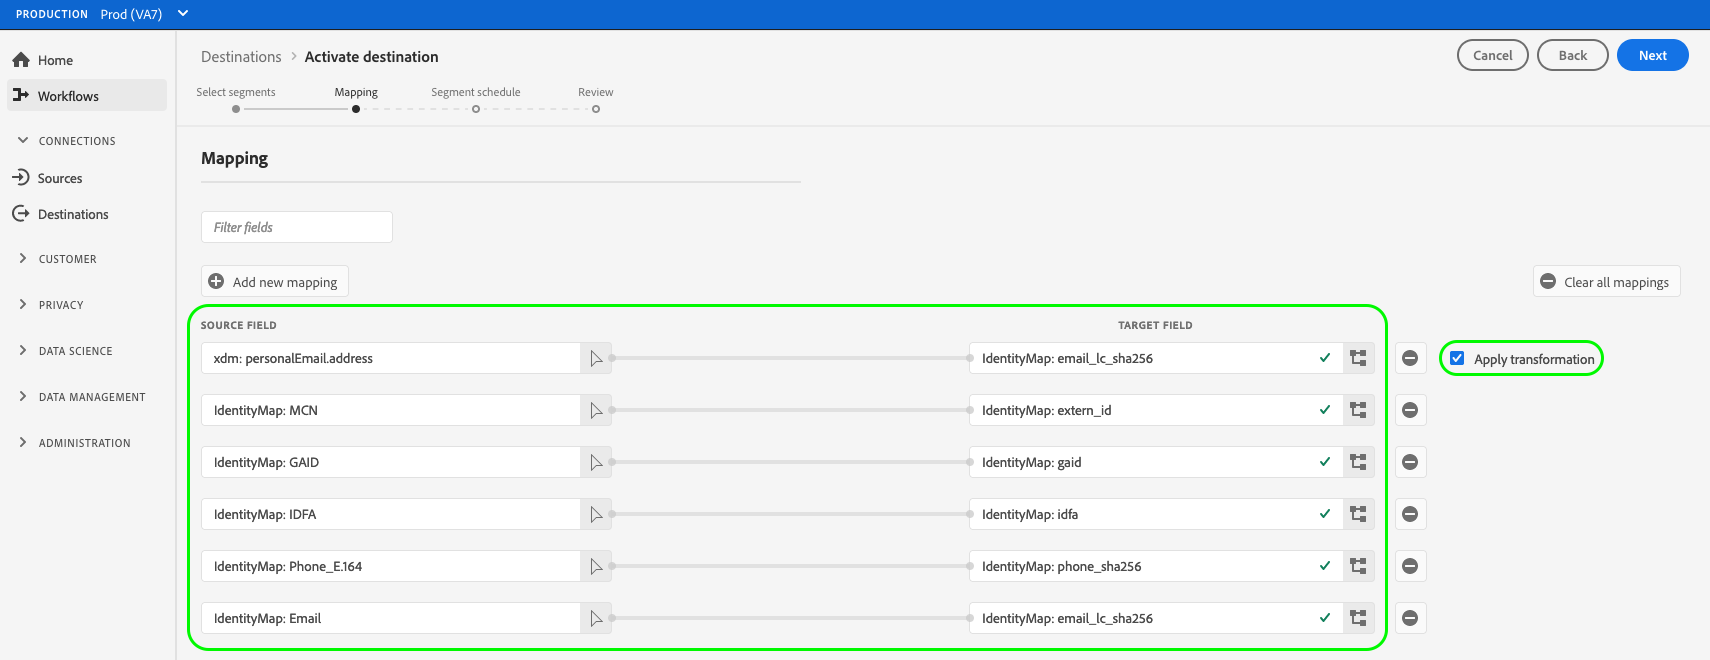 PRODUCTION Prod (VA7)
Home
Workflows
CONNECTIONS
Sources
Destinations
CUSTOMER
PRIVACY
DATA SCIENCE
DATA MANAGEMENT
ADMINISTRATION
Destinations > Activate destination
Cancel Back Next
Select segments Mapping Segment schedule Review
Mapping
Filter fields
Add new mapping Clear all mappings
SOURCE FIELD TARGET FIELD
xdm: personalEmail.address IdentityMap: email_lc_sha256 Apply transformation
IdentityMap: MCN IdentityMap: extern_id
IdentityMap: GAID IdentityMap: gaid
IdentityMap: IDFA IdentityMap: idfa
IdentityMap: Phone_E.164 IdentityMap: phone_sha256
IdentityMap: Email IdentityMap: email_lc_sha256